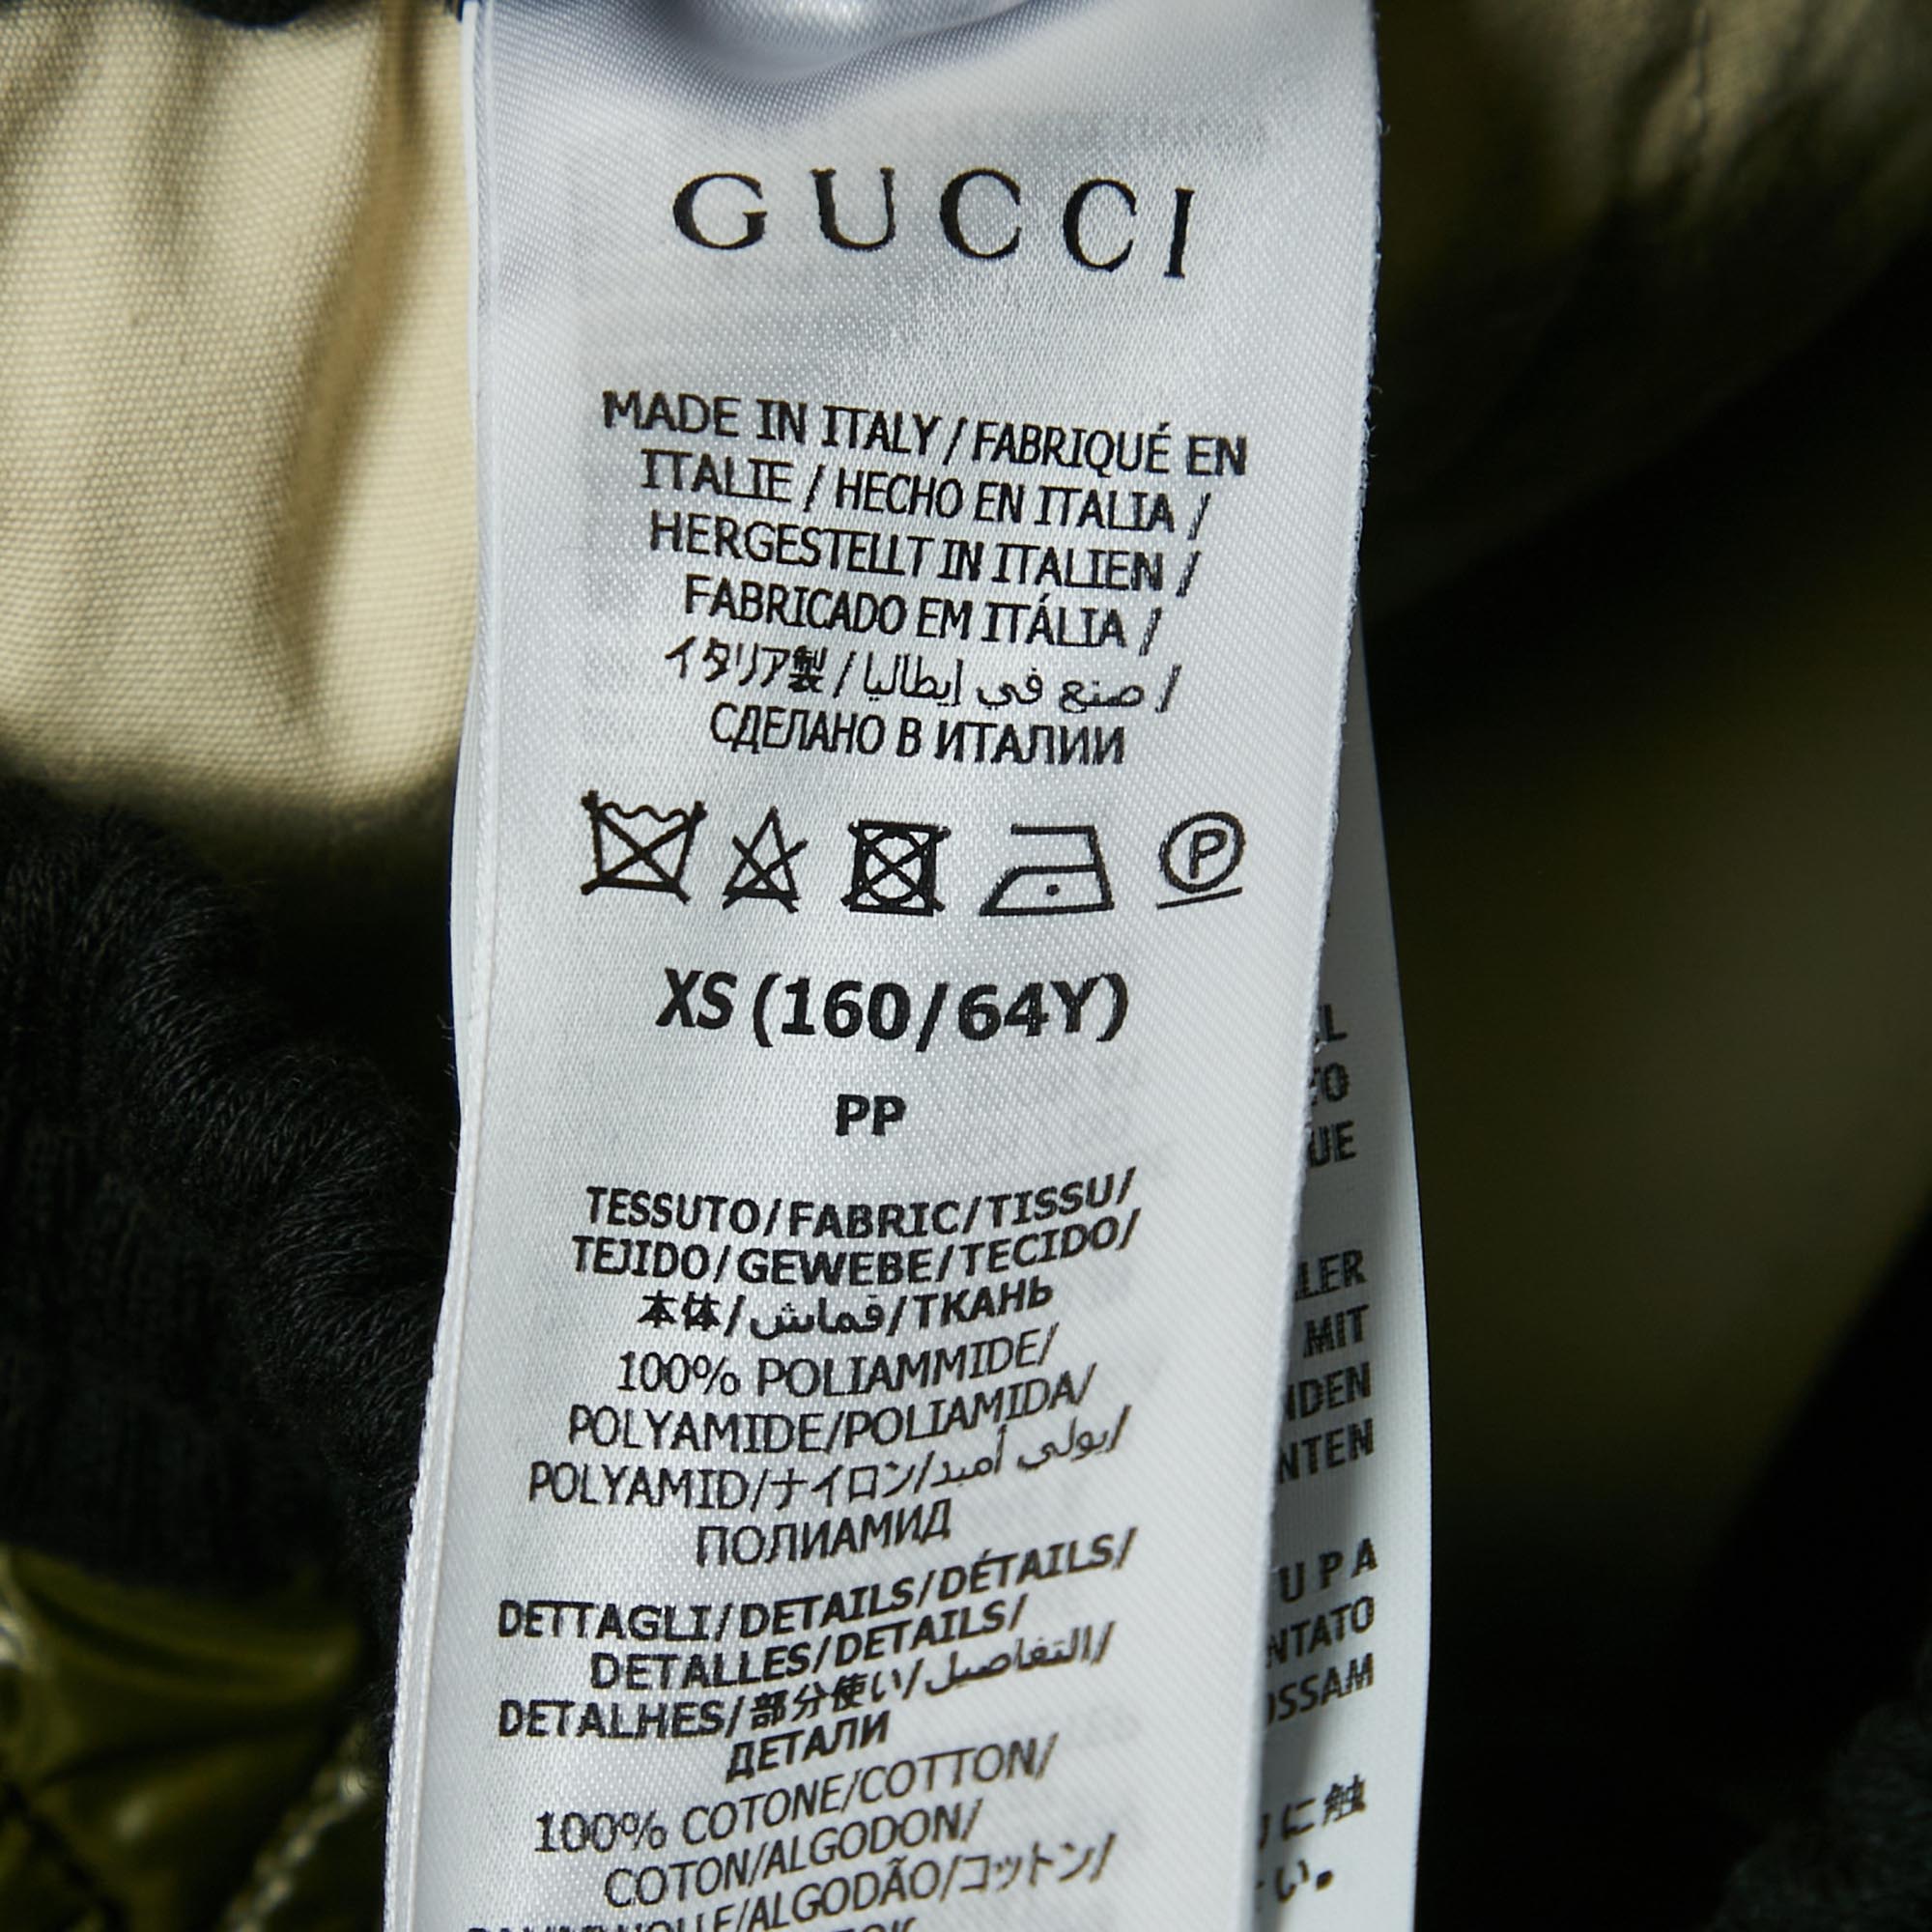 GUCCI
MADE IN ITALY / FABRIQUÉ EN
ITALIE / HECHO EN ITALIA /
HERGESTELLT IN ITALIEN /
FABRICADO EM ITÁLIA /
イタリア製 / صنع في إيطاليا /
СДЕЛАНО В ИТАЛИИ
P
XS (160/64Y)
PP
TESSUTO/FABRIC/TISSU/
TEJIDO/GEWEBE/TECIDO/
本体/قماش/ТКАНЬ
100% POLIAMMIDE/
POLYAMIDE/POLIAMIDA/
POLYAMID/ナイロン/بولي أميد/
ПОЛИАМИД
DETTAGLI/DETAILS/DÉTAILS/
DETALLES/DETAILS/
DETALHES/部分使い/التفاصيل/
ДЕТАЛИ
100% COTONE/COTTON/
COTON/ALGODON/
ALGODÃO/コットン/
MIT